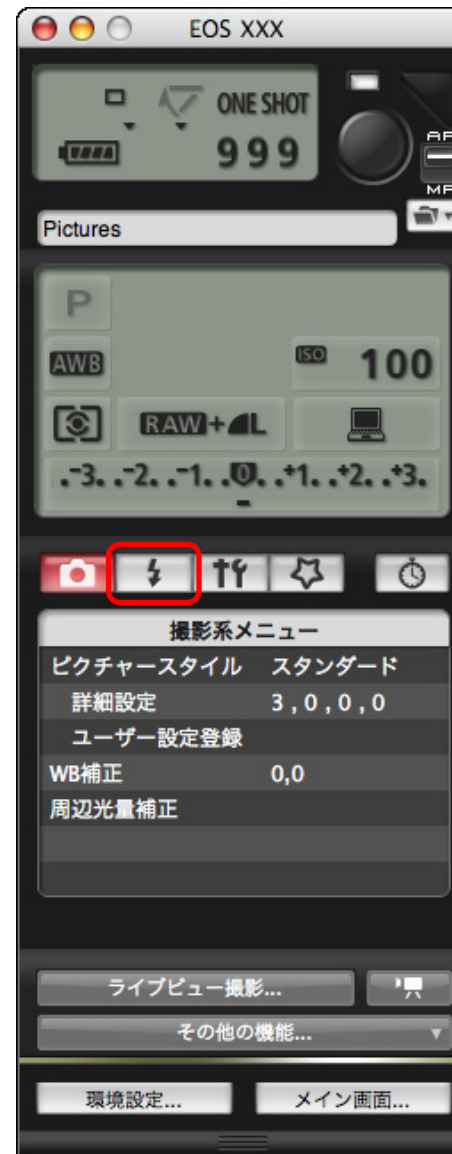 EOS XXX
ONE SHOT
999
AF
MF
Pictures
P
AWB
ISO 100
RAW+L
.-3. .-2. .-1. .0. .+1. .+2. .+3.
撮影系メニュー
ピクチャースタイル スタンダード
詳細設定 3,0,0,0
ユーザー設定登録
WB補正 0,0
周辺光量補正
ライブビュー撮影...
その他の機能...
環境設定... メイン画面...